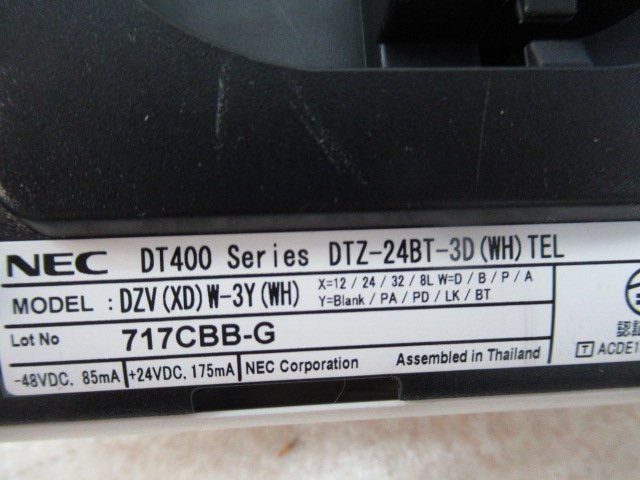 NEC DT400 Series DTZ-24BT-3D(WH)TEL
MODEL : DZV(XD)W-3Y(WH) X=12 / 24 / 32 / 8L W=D / B / P / A
Y=Blank / PA / PD / LK / BT
Lot No 717CBB-G
-48VDC, 85mA +24VDC, 175mA NEC Corporation Assembled in Thailand
T ACDE1